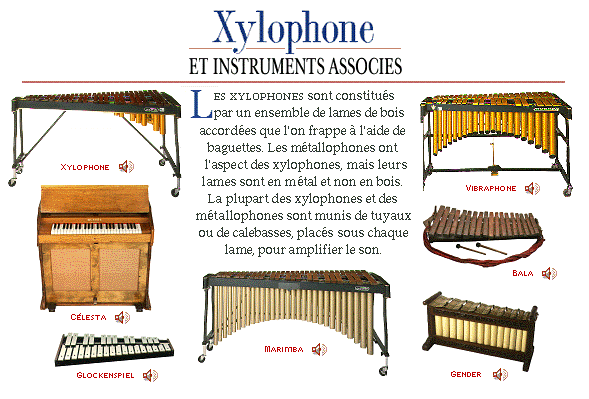 Xylophone
ET INSTRUMENTS ASSOCIES
LES XYLOPHONES sont constitués
par un ensemble de lames de bois
accordées que l'on frappe à l'aide de
baguettes. Les métallophones ont
l'aspect des xylophones, mais leurs
lames sont en métal et non en bois.
La plupart des xylophones et des
métallophones sont munis de tuyaux
ou de calebasses, placés sous chaque
lame, pour amplifier le son.
XYLOPHONE
VIBRAPHONE
BALA
CÉLESTA
MARIMBA
GLOCKENSPIEL
GENDER